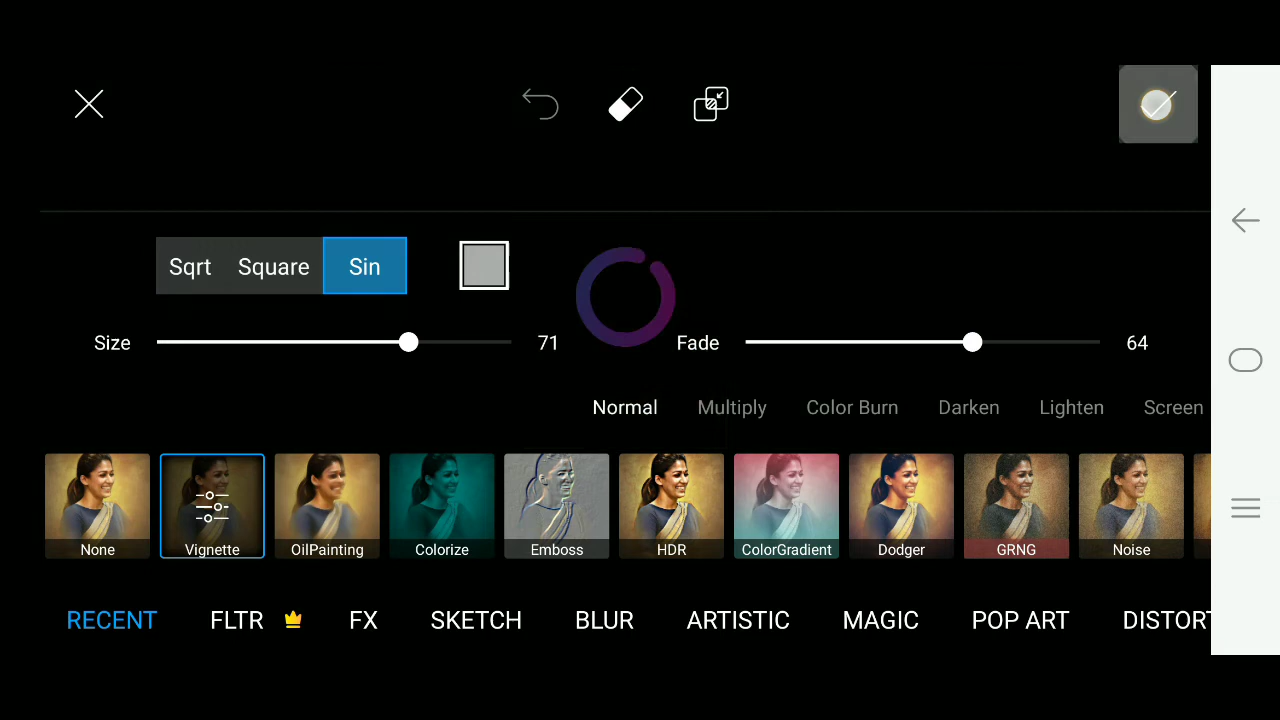 Sqrt Square Sin
Size 71 Fade 64
Normal Multiply Color Burn Darken Lighten Screen
None Vignette OilPainting Colorize Emboss HDR ColorGradient Dodger GRNG Noise
RECENT FLTR FX SKETCH BLUR ARTISTIC MAGIC POP ART DISTORT